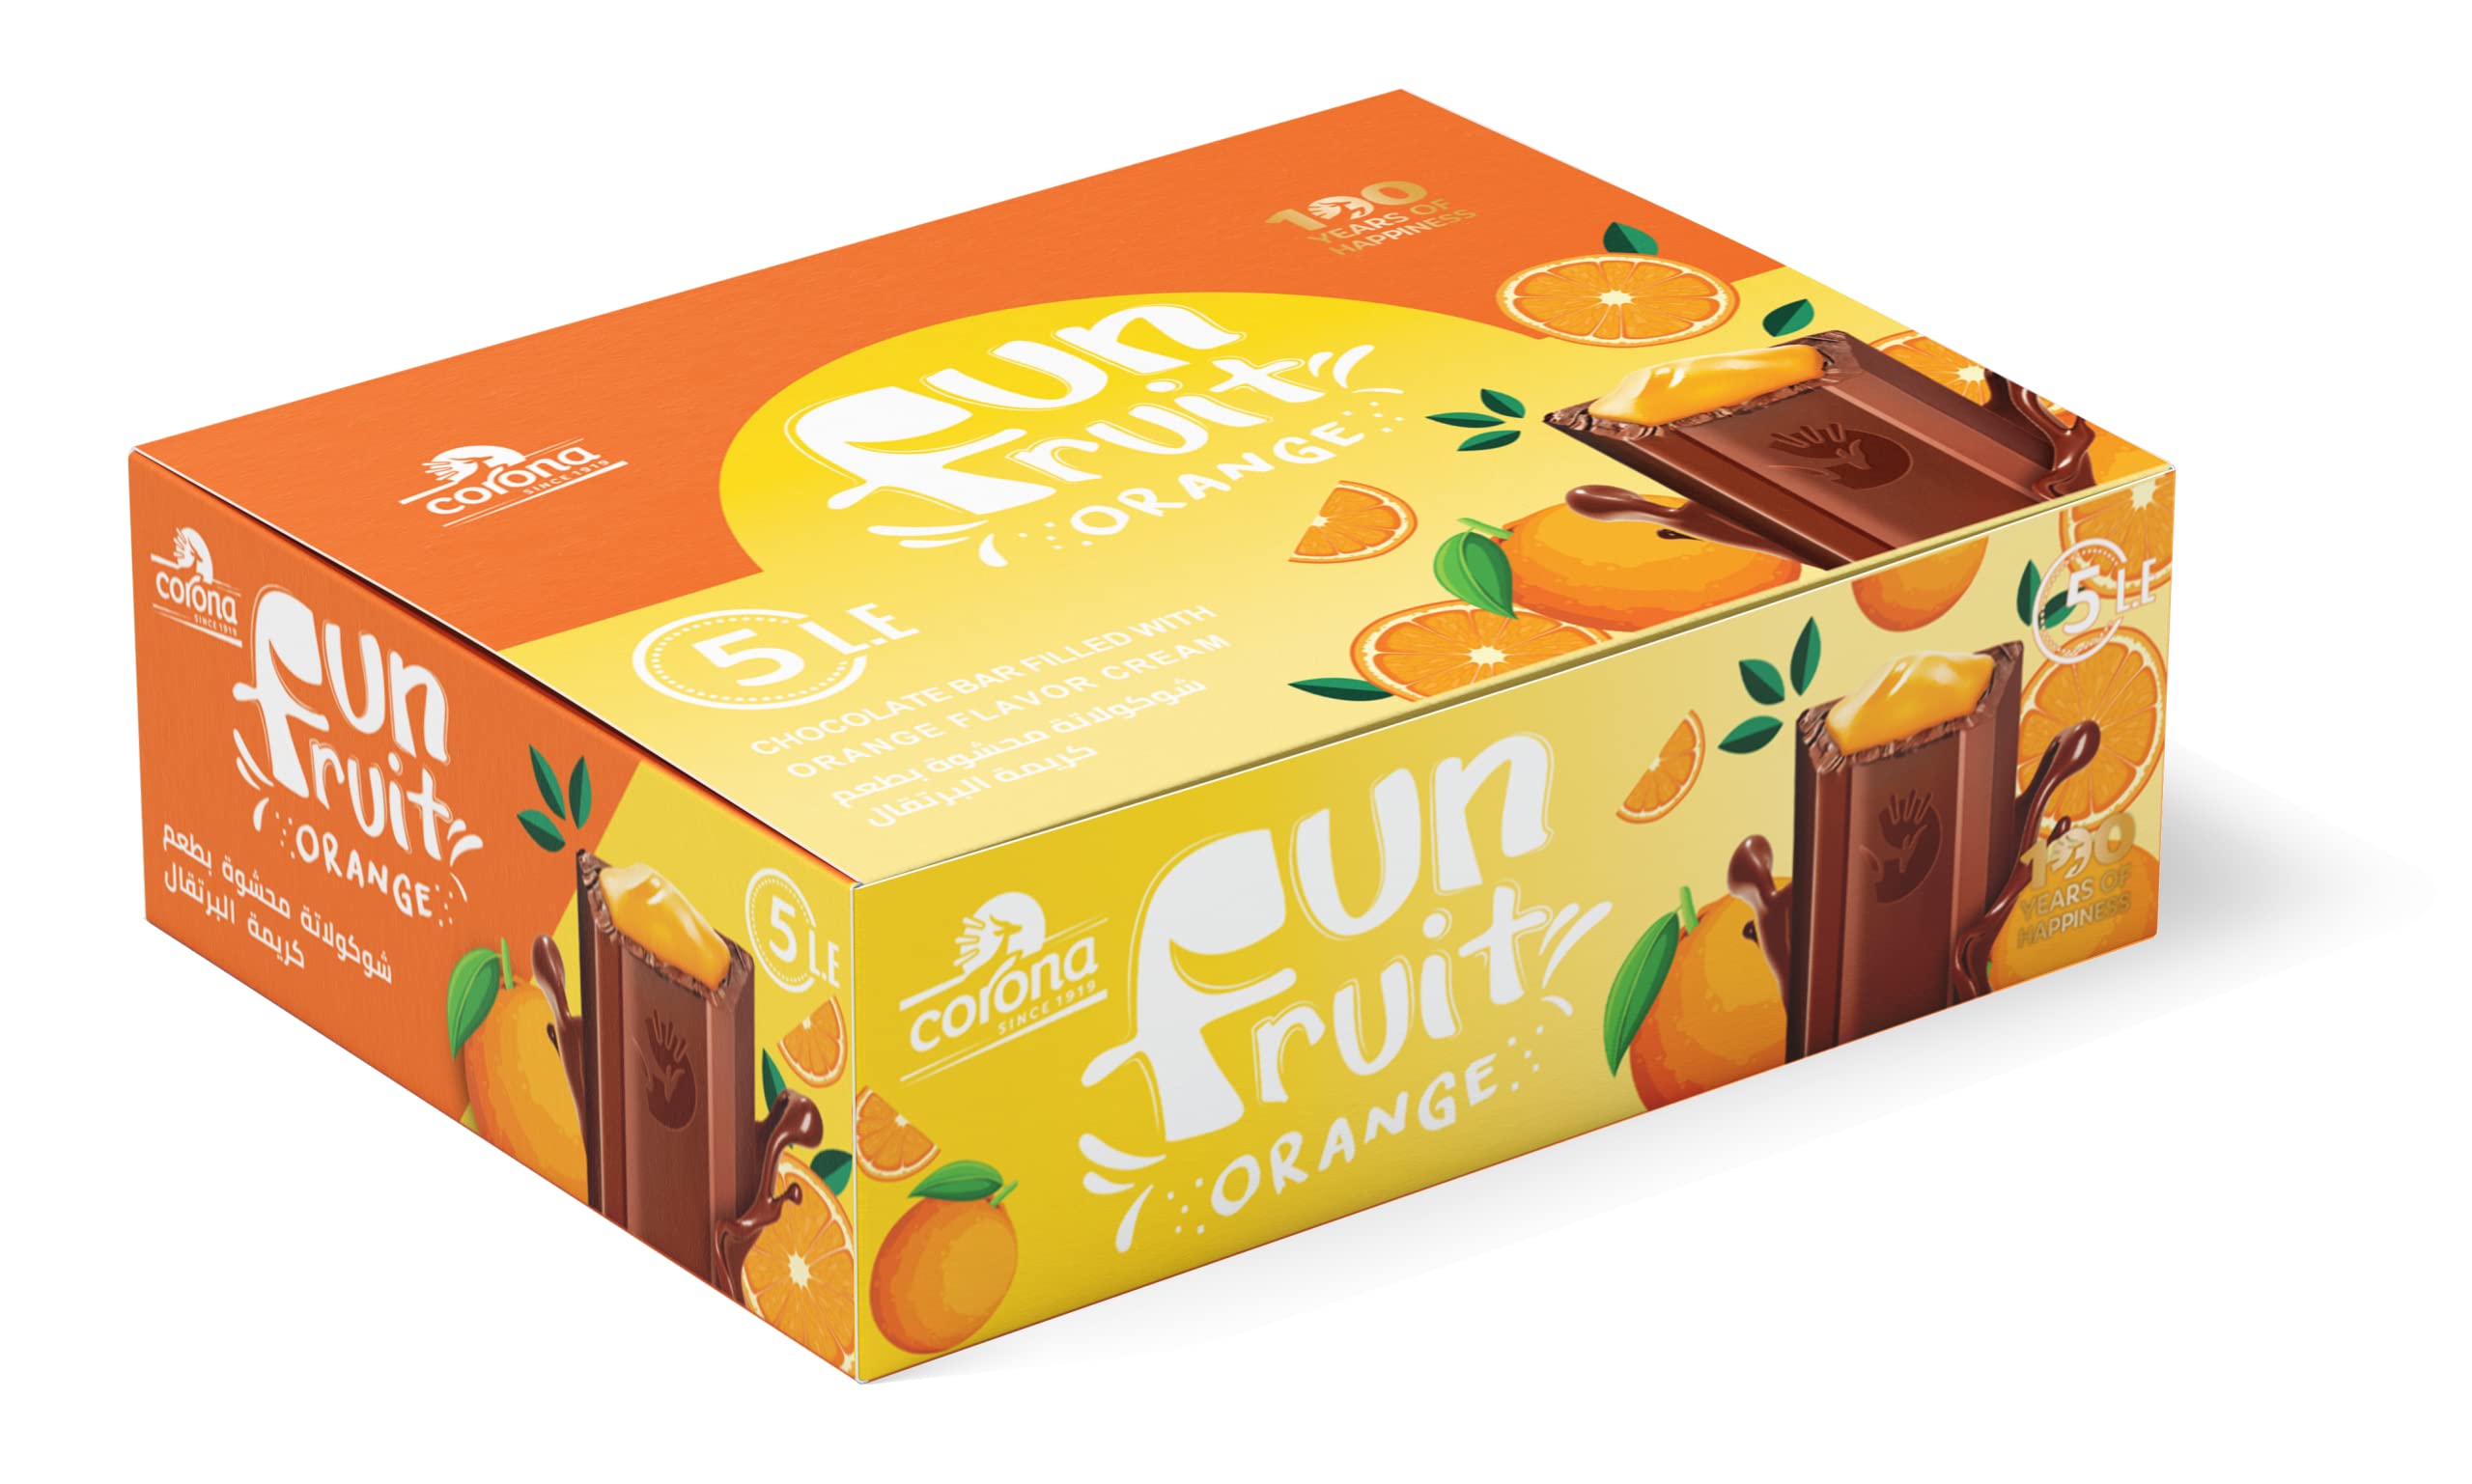 100
YEARS OF
HAPPINESS
corona
SINCE 1919
fun
fruit
ORANGE
5 L.E
CHOCOLATE BAR FILLED WITH
ORANGE FLAVOR CREAM
شوكولاتة محشوة بطعم
كريمة البرتقال
corona
SINCE 1919
fun
fruit
ORANGE
شوكولاتة محشوة بطعم
كريمة البرتقال
5 L.E
corona
SINCE 1919
fun
fruit
ORANGE
5 L.E
100
YEARS OF
HAPPINESS